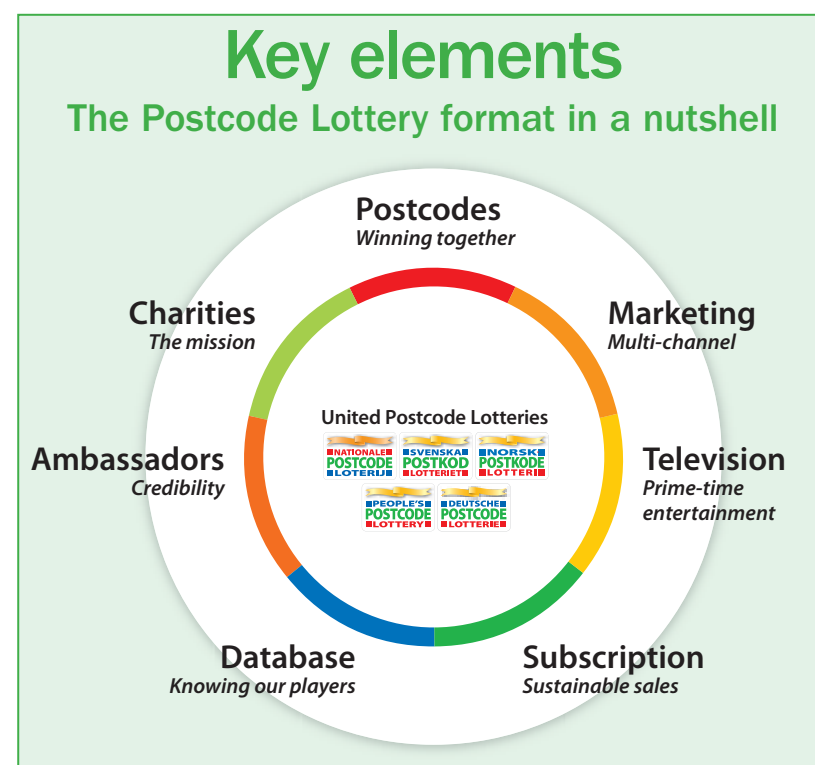 Key elements
The Postcode Lottery format in a nutshell
Postcodes
Winning together
Marketing
Multi-channel
Television
Prime-time
entertainment
Subscription
Sustainable sales
Database
Knowing our players
Ambassadors
Credibility
Charities
The mission
United Postcode Lotteries
NATIONALE
POSTCODE
LOTERIJ
SVENSKA
POSTKOD
LOTTERIET
NORSK
POSTKODE
LOTTERI
PEOPLE'S
POSTCODE
LOTTERY
DEUTSCHE
POSTCODE
LOTTERIE